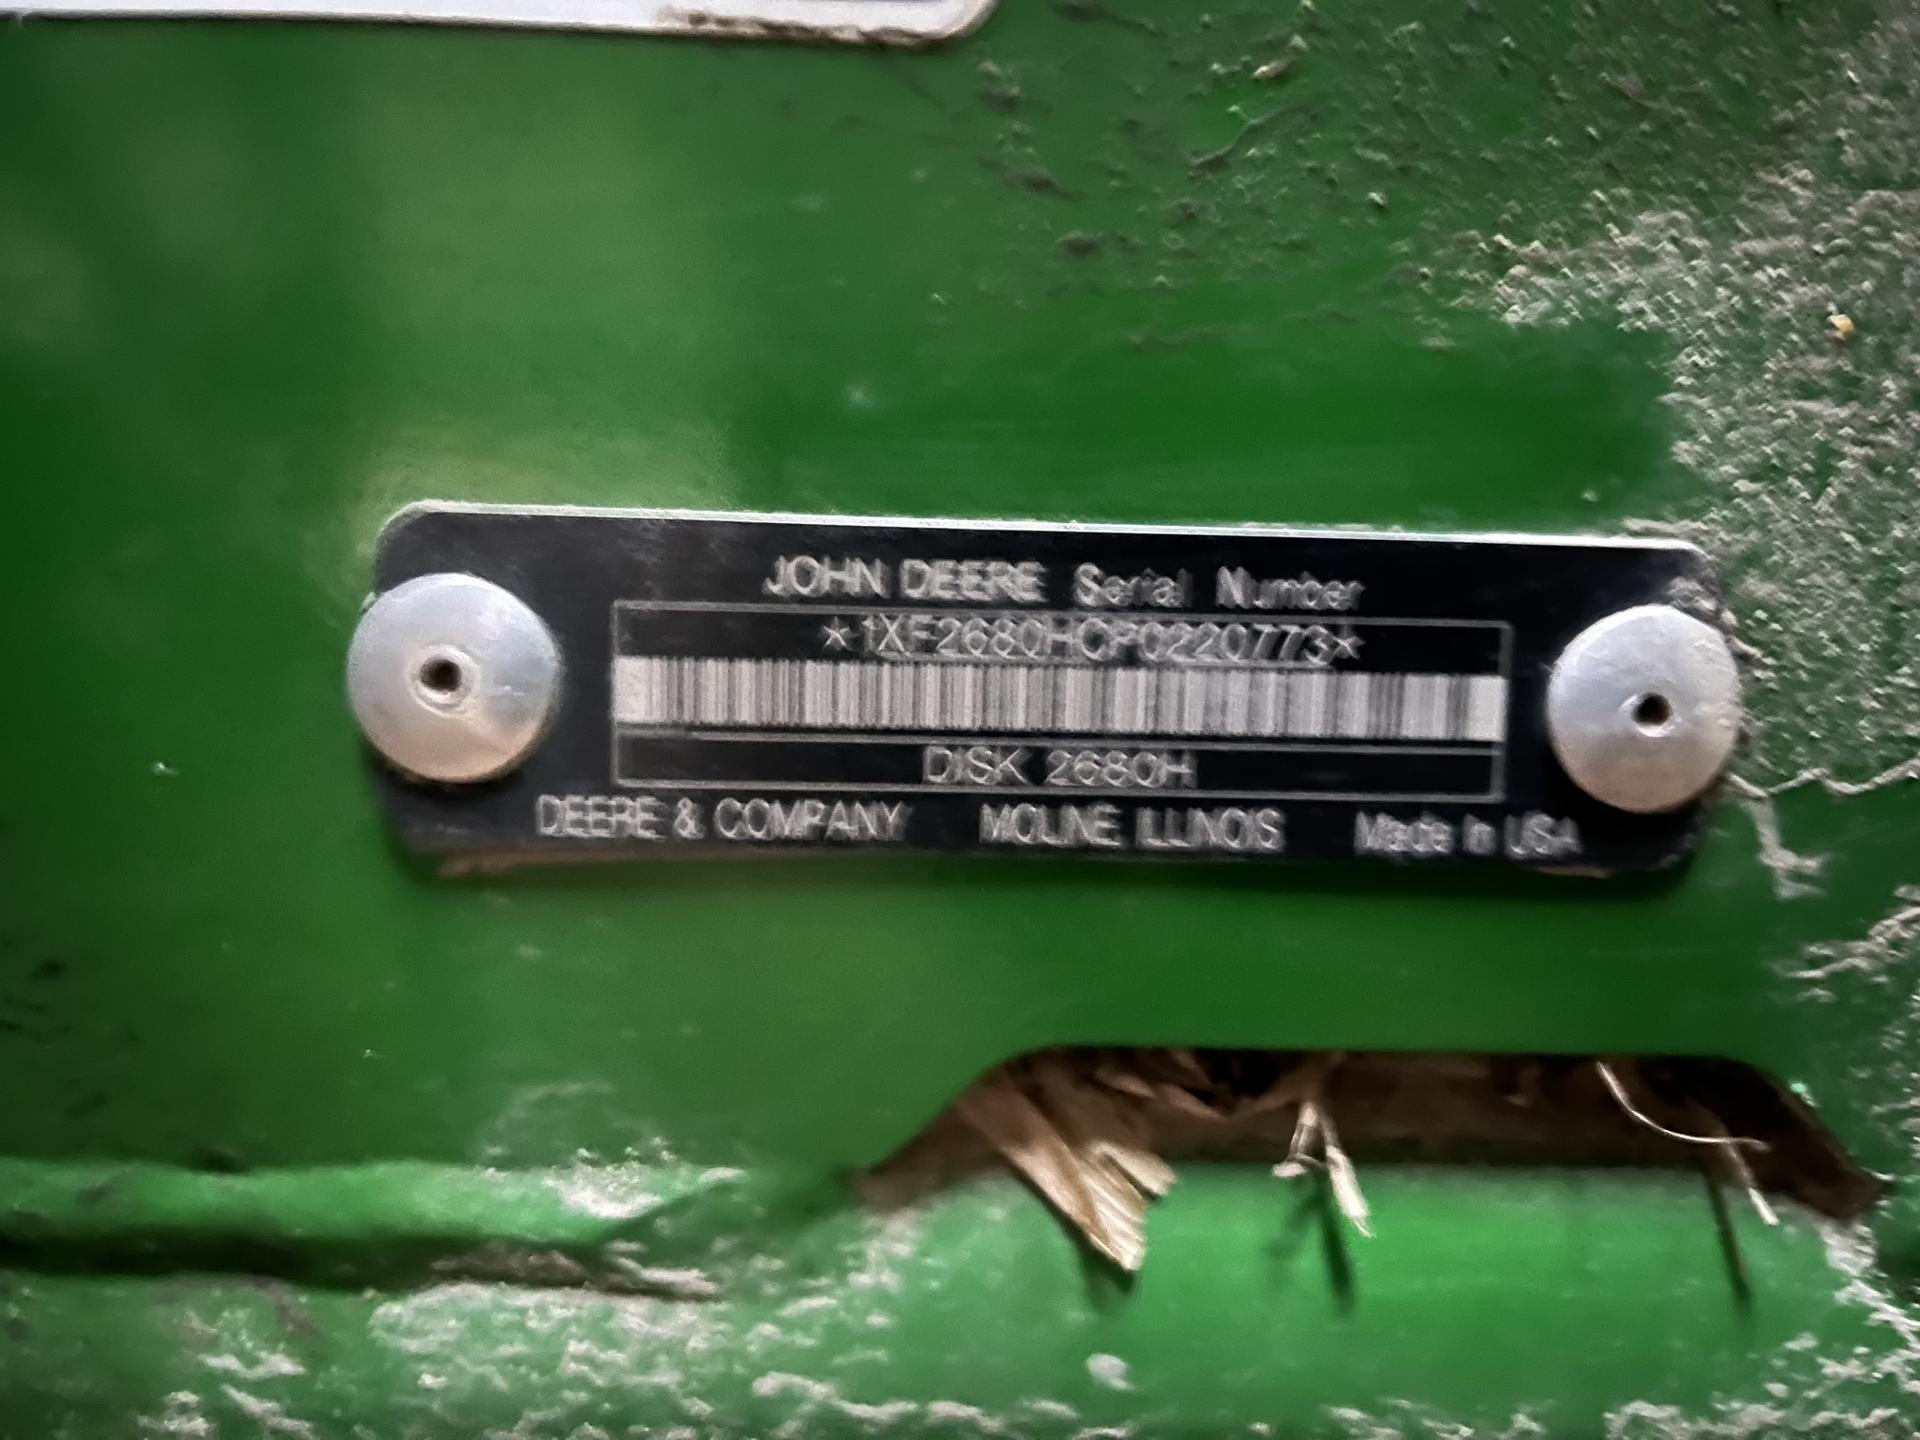 JOHN DEERE Serial Number
*1XF2680HCP0220773*
DISK 2680H
DEERE & COMPANY MOLINE, ILLINOIS Made in USA